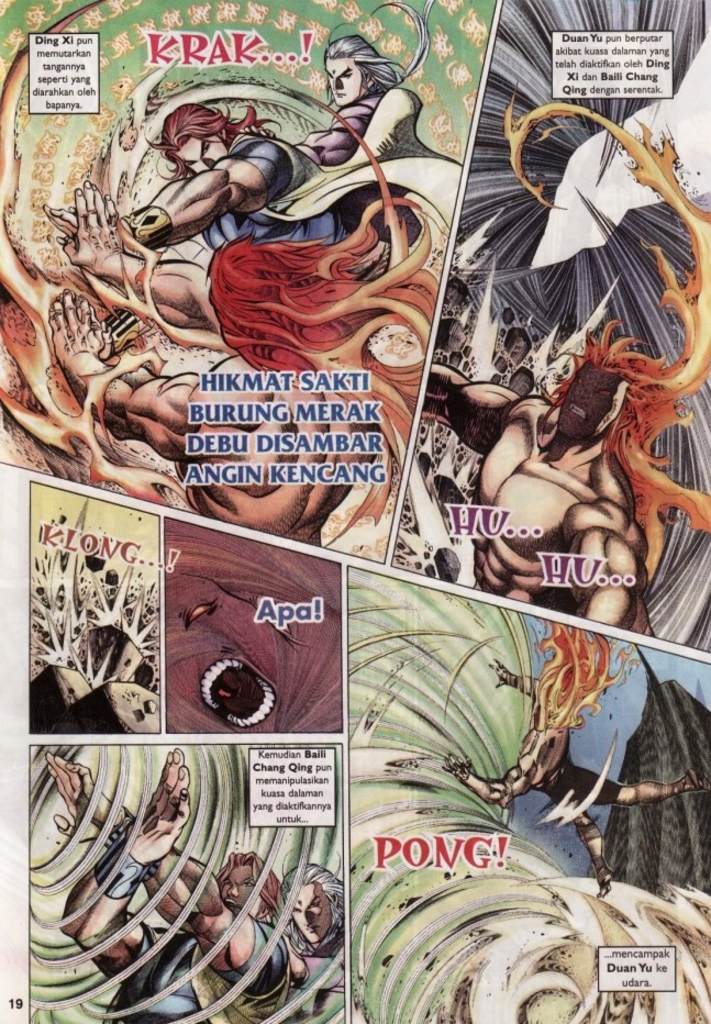 Ding Xi pun
memutarkan
tangannya
seperti yang
diarahkan oleh
bapanya.
KRAK...!
Duan Yu pun berputar
akibat kuasa dalaman yang
telah diaktifkan oleh Ding
Xi dan Baili Chang
Qing dengan serentak.
HIKMAT SAKTI
BURUNG MERAK
DEBU DISAMBAR
ANGIN KENCANG
HU...
HU...
KLONG...!
Apa!
Kemudian Baili
Chang Qing pun
memanipulasikan
kuasa dalaman
yang diaktifkannya
untuk...
PONG!
...mencampak
Duan Yu ke
udara.
19